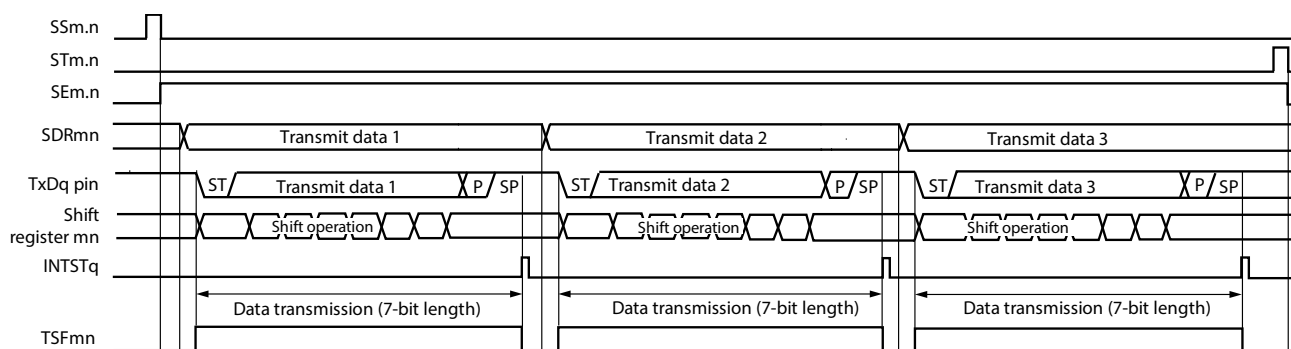 SSm.n
STm.n
SEm.n
SDRmn Transmit data 1 Transmit data 2 Transmit data 3
TxDq pin ST Transmit data 1 P SP ST Transmit data 2 P SP ST Transmit data 3 P SP
Shift
register mn Shift operation Shift operation Shift operation
INTSTq
Data transmission (7-bit length) Data transmission (7-bit length) Data transmission (7-bit length)
TSFmn